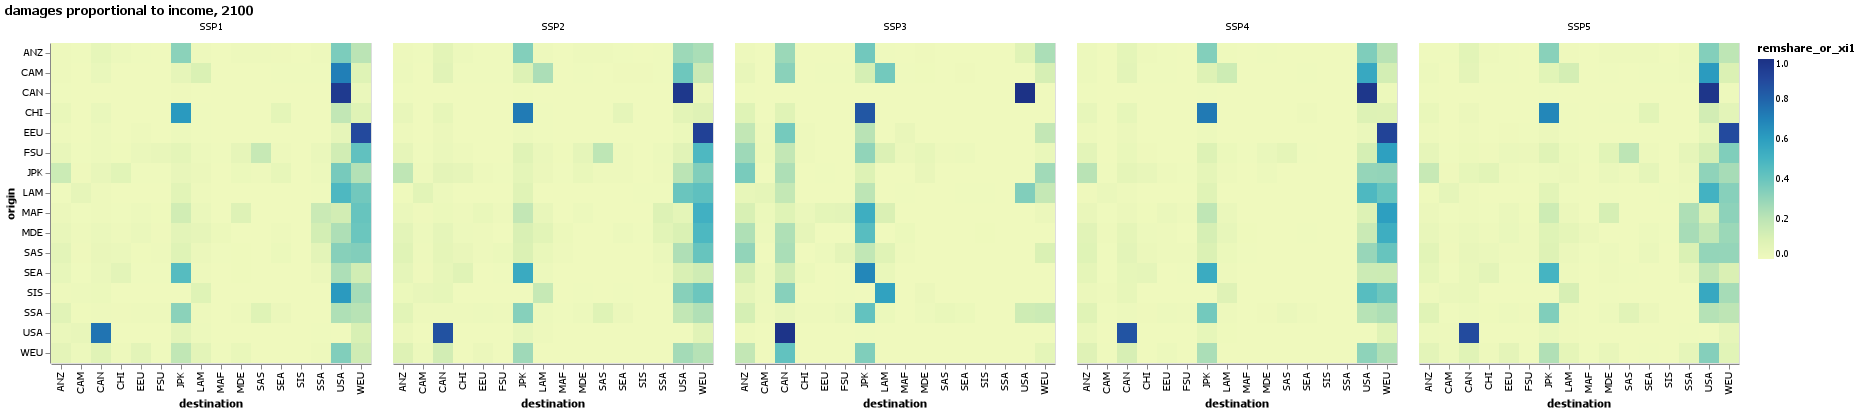 damages proportional to income, 2100
SSP1 SSP2 SSP3 SSP4 SSP5
remshare_or_xi1
1.0
0.8
0.6
0.4
0.2
0.0
origin
ANZ
CAM
CAN
CHI
EEU
FSU
JPK
LAM
MAF
MDE
SAS
SEA
SIS
SSA
USA
WEU
ANZ CAM CAN CHI EEU FSU JPK LAM MAF MDE SAS SEA SIS SSA USA WEU
destination
ANZ CAM CAN CHI EEU FSU JPK LAM MAF MDE SAS SEA SIS SSA USA WEU
destination
ANZ CAM CAN CHI EEU FSU JPK LAM MAF MDE SAS SEA SIS SSA USA WEU
destination
ANZ CAM CAN CHI EEU FSU JPK LAM MAF MDE SAS SEA SIS SSA USA WEU
destination
ANZ CAM CAN CHI EEU FSU JPK LAM MAF MDE SAS SEA SIS SSA USA WEU
destination